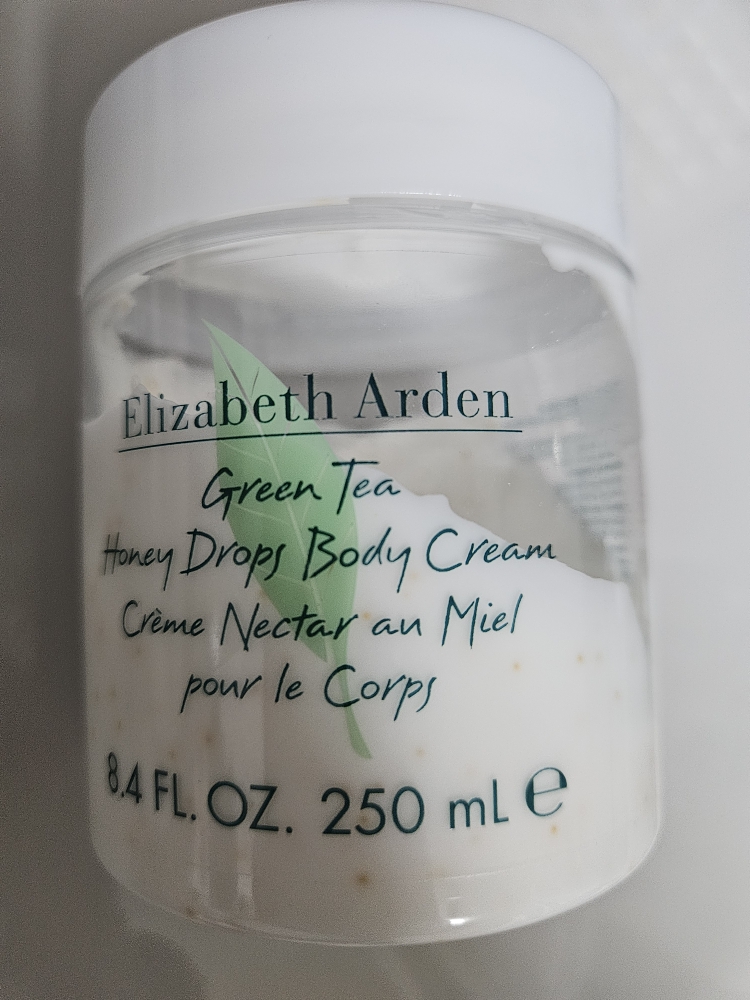 Elizabeth Arden
Green Tea
Honey Drops Body Cream
Crème Nectar au Miel
pour le Corps
8.4 FL. OZ. 250 mL ℮